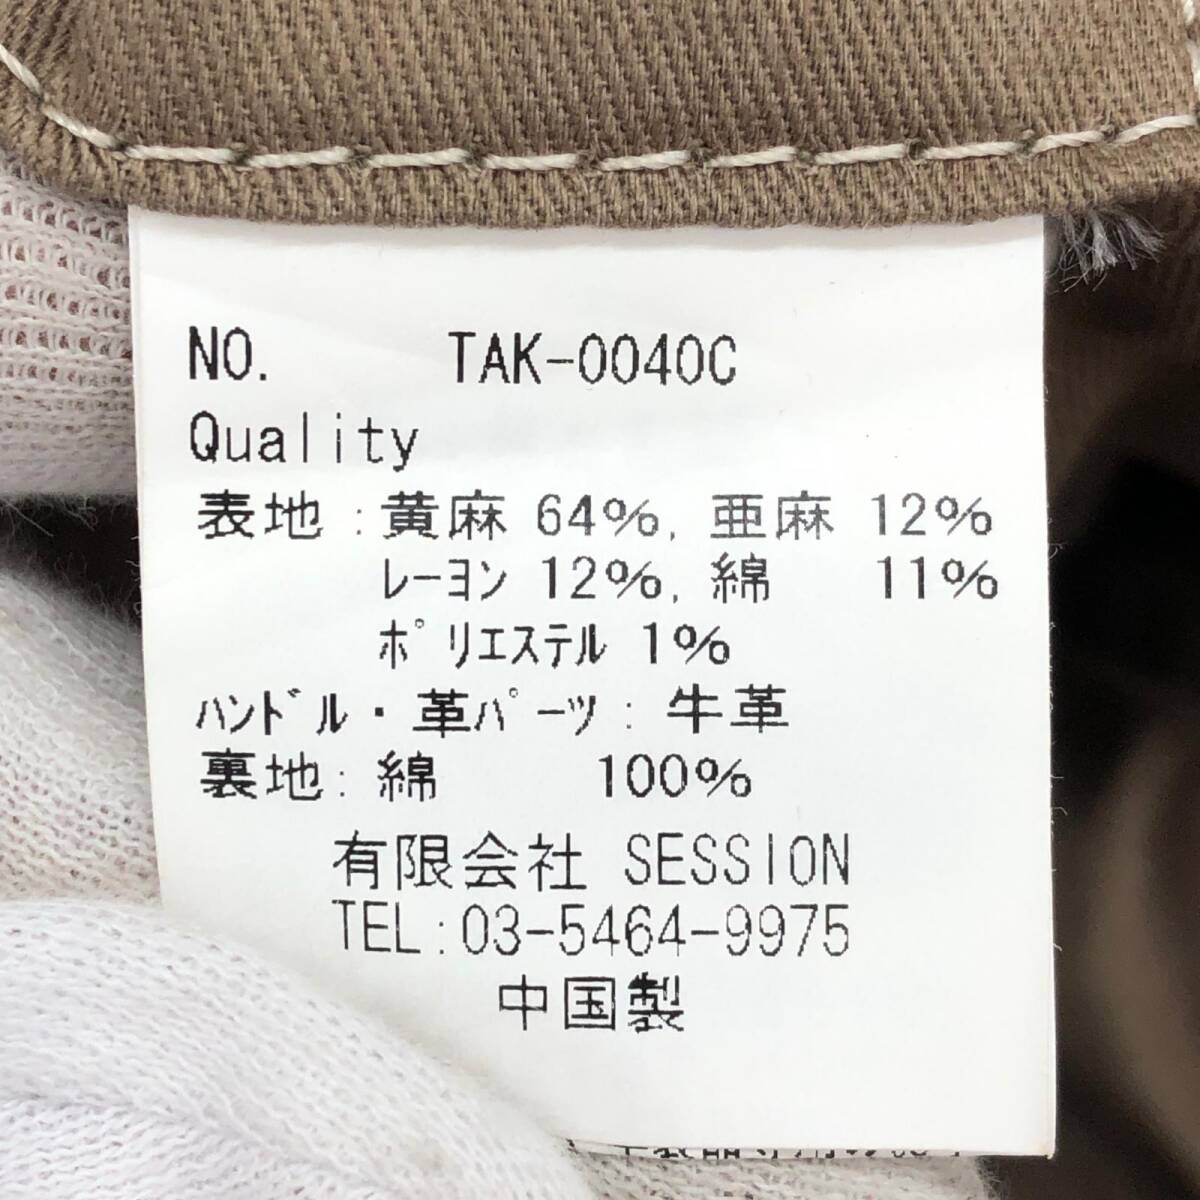 NO. TAK-0040C
Quality
表地:黄麻 64%, 亜麻 12%
レーヨン 12%, 綿 11%
ポリエステル 1%
ハンドル・革パーツ: 牛革
裏地: 綿 100%
有限会社 SESSION
TEL:03-5464-9975
中国製